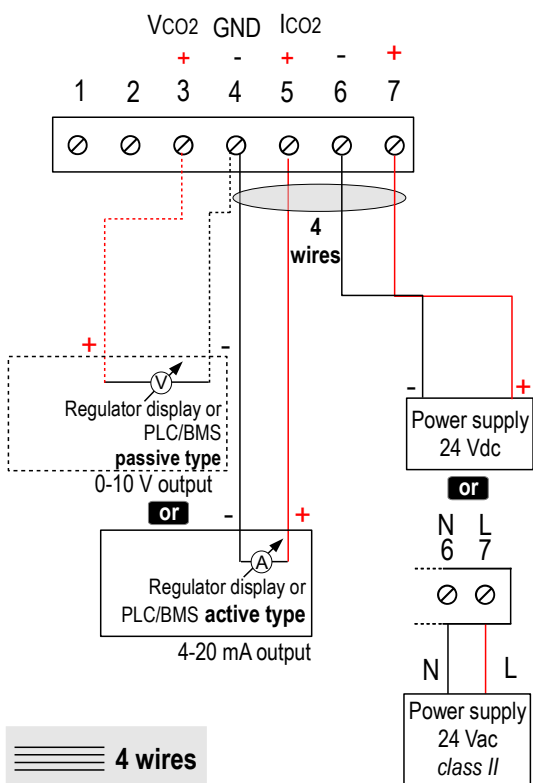 VCO2 GND ICO2
+ - + - +
1 2 3 4 5 6 7
4
wires
+ -
V
Regulator display or
PLC/BMS
passive type
0-10 V output
or
- +
A
Regulator display or
PLC/BMS active type
4-20 mA output
4 wires
- +
Power supply
24 Vdc
or
N L
6 7
N L
Power supply
24 Vac
class II